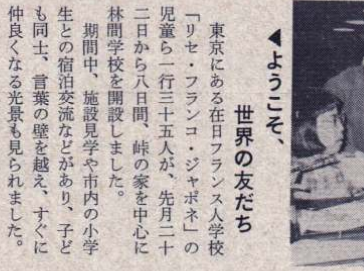 ◀ようこそ、
世界の友だち
東京にある在日フランス人学校
「リセ・フランコ・ジャポネ」の
児童ら一行三十五人が、先月二十
二日から八日間、峠の家を中心に
林間学校を開設しました。
期間中、施設見学や市内の小学
生との宿泊交流などがあり、子ど
も同士、言葉の壁を越え、すぐに
仲良くなる光景も見られました。